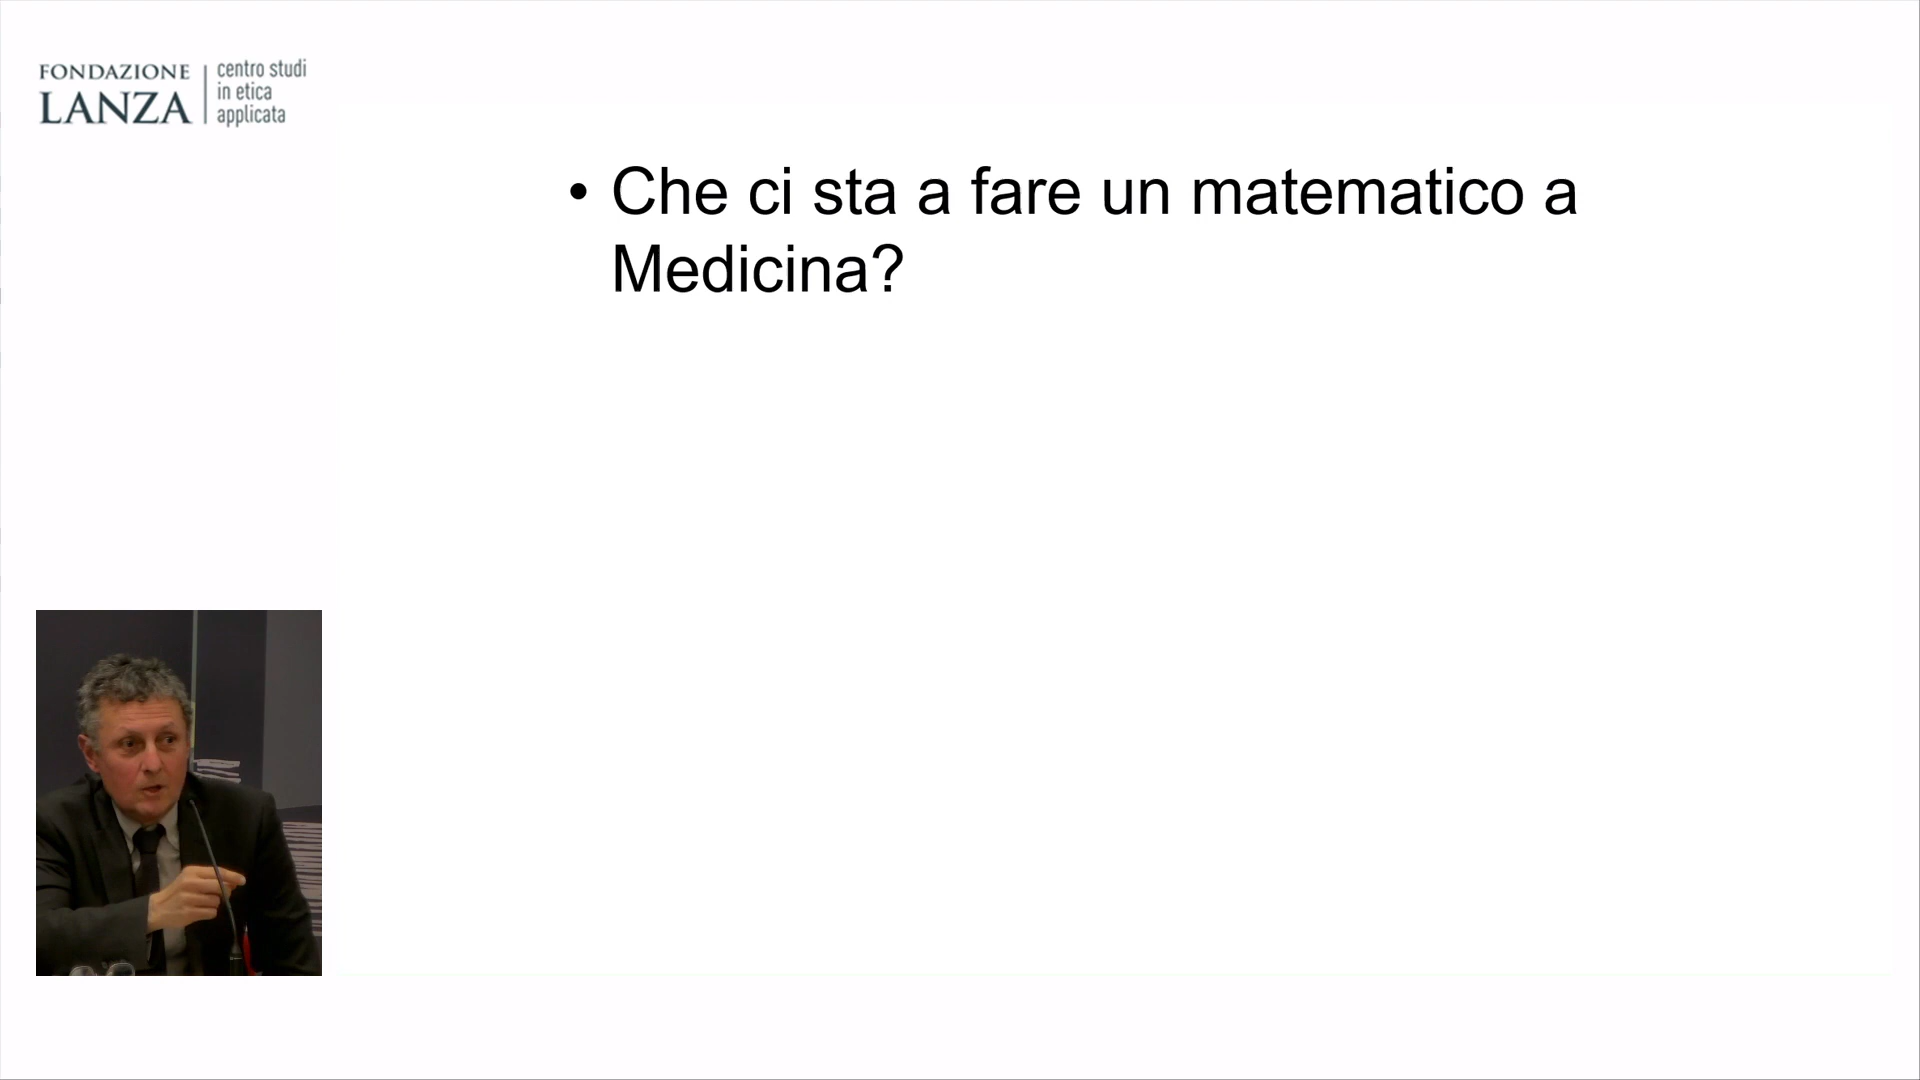 FONDAZIONE
LANZA
centro studi
in etica
applicata
• Che ci sta a fare un matematico a
Medicina?